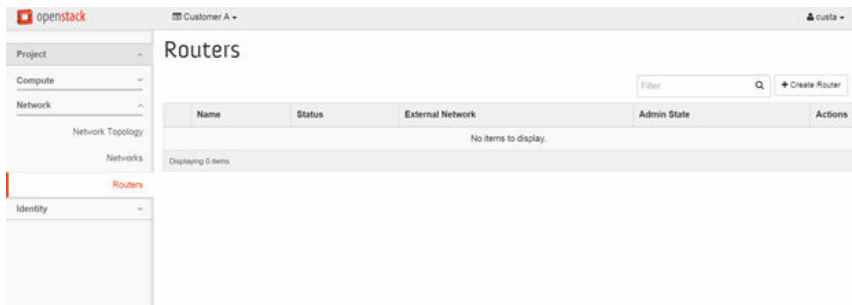 openstack
Customer A
custa
Project
Routers
Compute
Filter
Create Router
Network
Name Status External Network Admin State Actions
Network Topology
No items to display.
Networks
Displaying 0 items
Routers
Identity